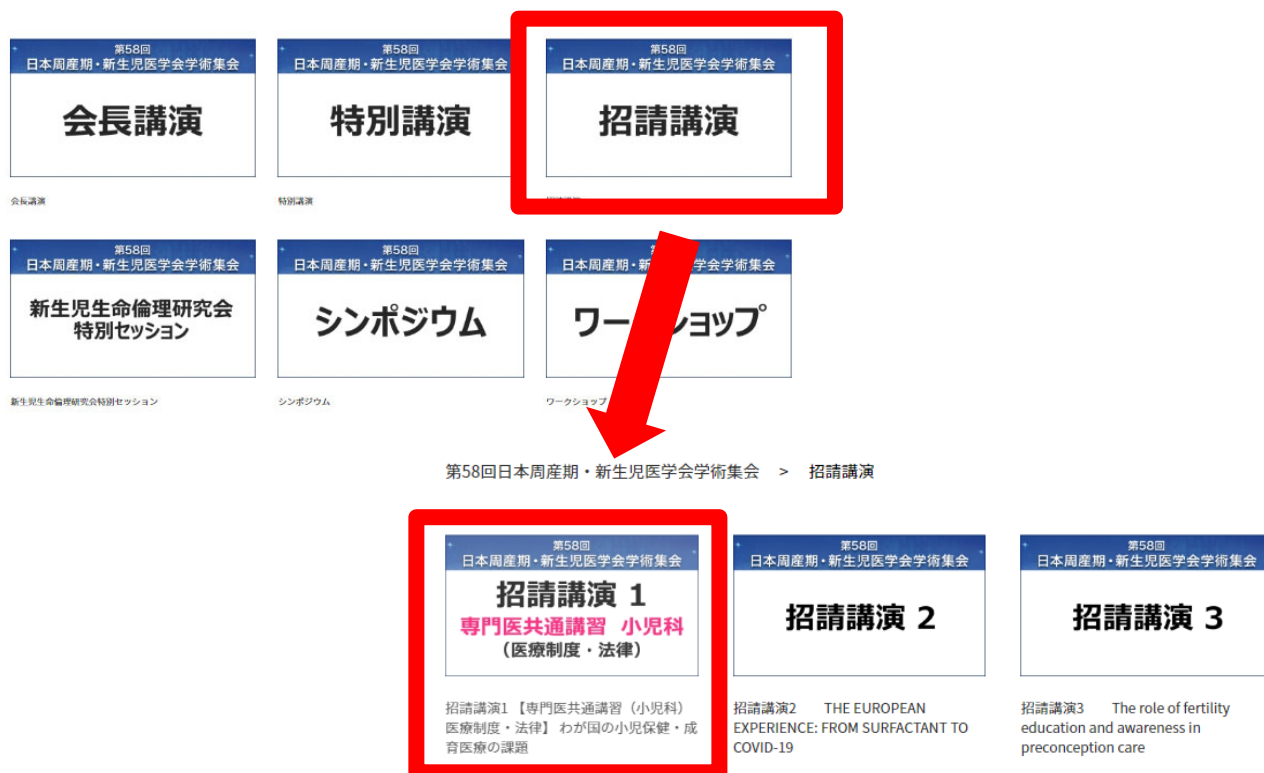 第58回
日本周産期・新生児医学会学術集会
会長講演
会長講演
第58回
日本周産期・新生児医学会学術集会
特別講演
特別講演
第58回
日本周産期・新生児医学会学術集会
招請講演
第58回
日本周産期・新生児医学会学術集会
新生児生命倫理研究会
特別セッション
新生児生命倫理研究会特別セッション
第58回
日本周産期・新生児医学会学術集会
シンポジウム
シンポジウム
日本周産期・新 会学術集会
ワー ショップ
ワークショップ
第58回日本周産期・新生児医学会学術集会 > 招請講演
第58回
日本周産期・新生児医学会学術集会
招請講演 1
専門医共通講習 小児科
(医療制度・法律)
招請講演1 【専門医共通講習（小児科）
医療制度・法律】 わが国の小児保健・成
育医療の課題
第58回
日本周産期・新生児医学会学術集会
招請講演 2
招請講演2 THE EUROPEAN
EXPERIENCE: FROM SURFACTANT TO
COVID-19
第58回
日本周産期・新生児医学会学術集会
招請講演 3
招請講演3 The role of fertility
education and awareness in
preconception care